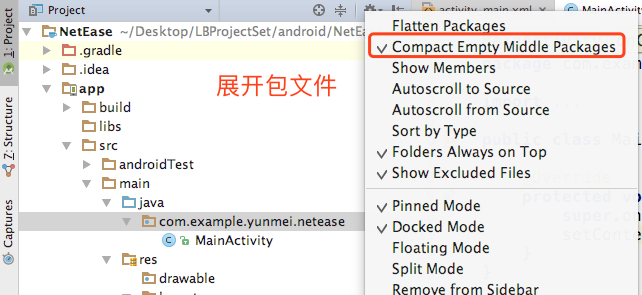 1: Project
Z: Structure
Captures
Project
NetEase ~/Desktop/LBProjectSet/android/NetEa
.gradle
.idea
app
build
libs
src
androidTest
main
java
com.example.yunmei.netease
MainActivity
res
drawable
展开包文件
activity_main.xml
MainActivity
Flatten Packages
Compact Empty Middle Packages
Show Members
Autoscroll to Source
Autoscroll from Source
Sort by Type
Folders Always on Top
Show Excluded Files
Pinned Mode
Docked Mode
Floating Mode
Split Mode
Remove from Sidebar